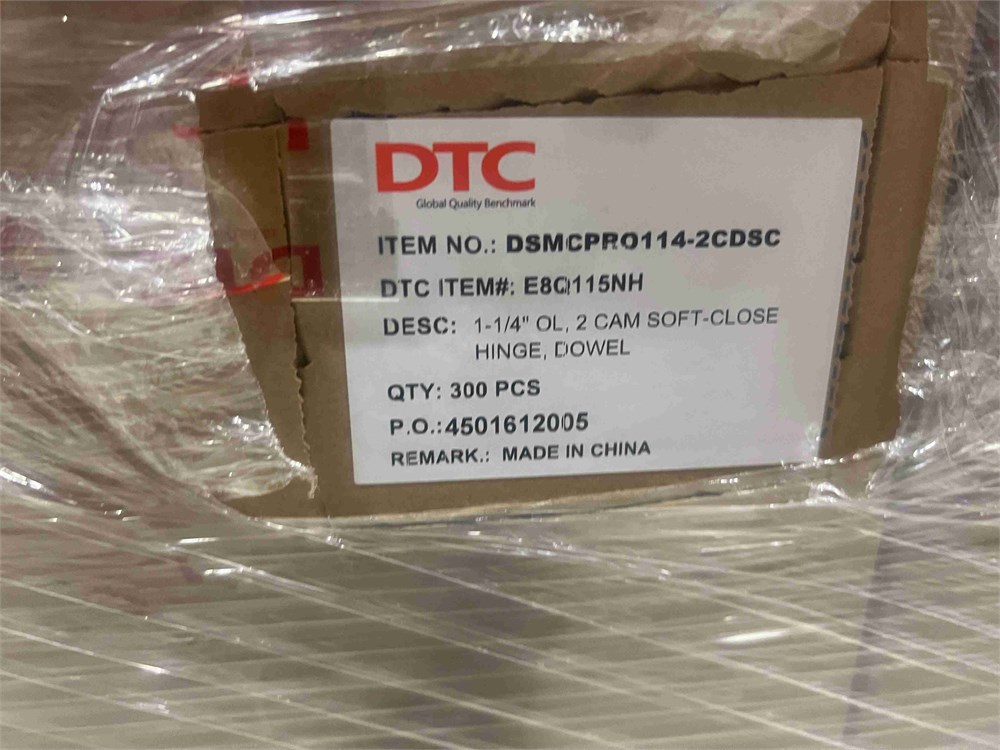 DTC
Global Quality Benchmark
ITEM NO.: DSMCPRO114-2CDSC
DTC ITEM#: E8Q115NH
DESC: 1-1/4" OL, 2 CAM SOFT-CLOSE
HINGE, DOWEL
QTY: 300 PCS
P.O.:4501612005
REMARK.: MADE IN CHINA